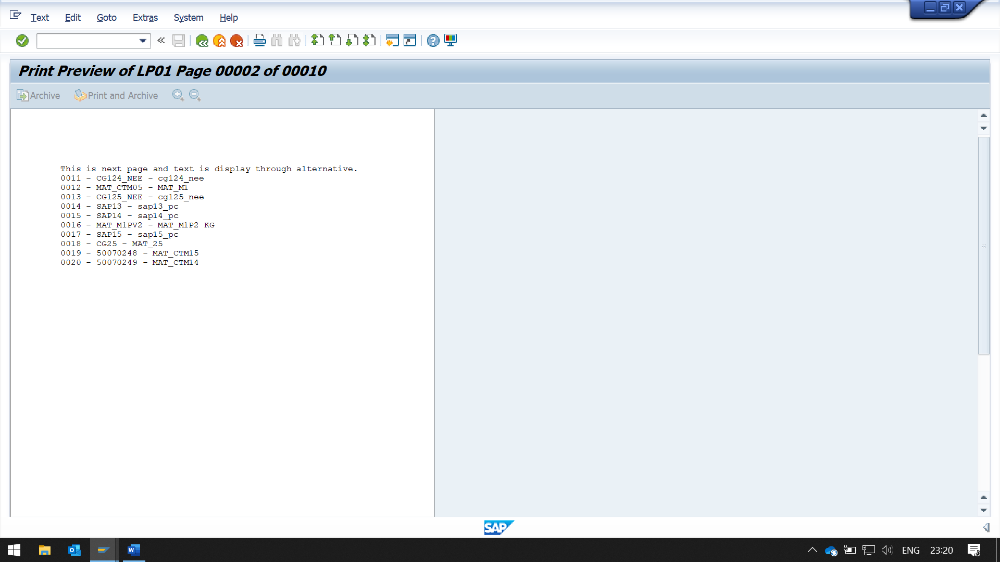 Text Edit Goto Extras System Help
Print Preview of LP01 Page 00002 of 00010
Archive Print and Archive
This is next page and text is display through alternative.
0011 - CG124_NEE - cg124_nee
0012 - MAT_CTM05 - MAT_M1
0013 - CG125_NEE - cg125_nee
0014 - SAP13 - sap13_pc
0015 - SAP14 - sap14_pc
0016 - MAT_M1PV2 - MAT_M1P2 KG
0017 - SAP15 - sap15_pc
0018 - CG25 - MAT_25
0019 - 50070248 - MAT_CTM15
0020 - 50070249 - MAT_CTM14
SAP
ENG 23:20